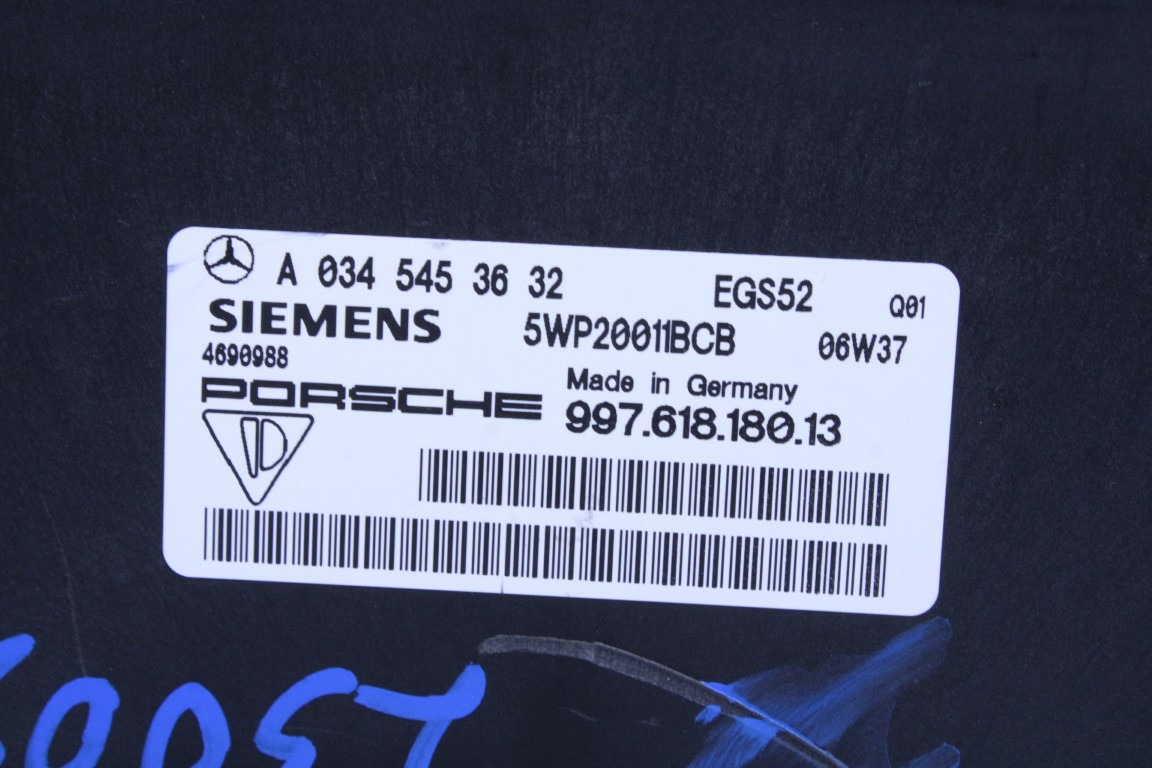 A 034 545 36 32 EGS52 Q01
SIEMENS 5WP20011BCB 06W37
4690988
PORSCHE Made in Germany
997.618.180.13